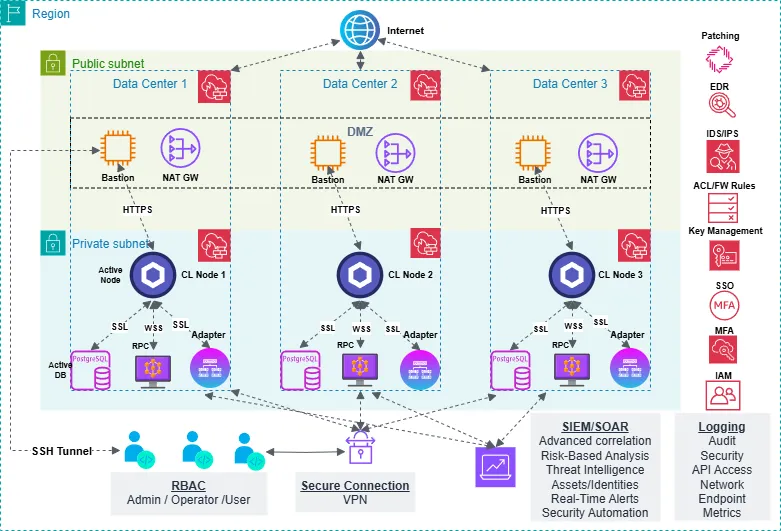 Region
Internet
Public subnet
Data Center 1
Data Center 2
Data Center 3
DMZ
Bastion
NAT GW
Bastion
NAT GW
Bastion
NAT GW
HTTPS
HTTPS
HTTPS
Private subnet
Active
Node
CL Node 1
CL Node 2
CL Node 3
SSL
WSS
SSL
SSL
WSS
SSL
SSL
WSS
SSL
RPC
Adapter
RPC
Adapter
RPC
Adapter
PostgreSQL
PostgreSQL
PostgreSQL
Active
DB
SSH Tunnel
RBAC
Admin / Operator /User
Secure Connection
VPN
SIEM/SOAR
Advanced correlation
Risk-Based Analysis
Threat Intelligence
Assets/Identities
Real-Time Alerts
Security Automation
Logging
Audit
Security
API Access
Network
Endpoint
Metrics
Patching
EDR
IDS/IPS
ACL/FW Rules
Key Management
SSO
MFA
MFA
IAM